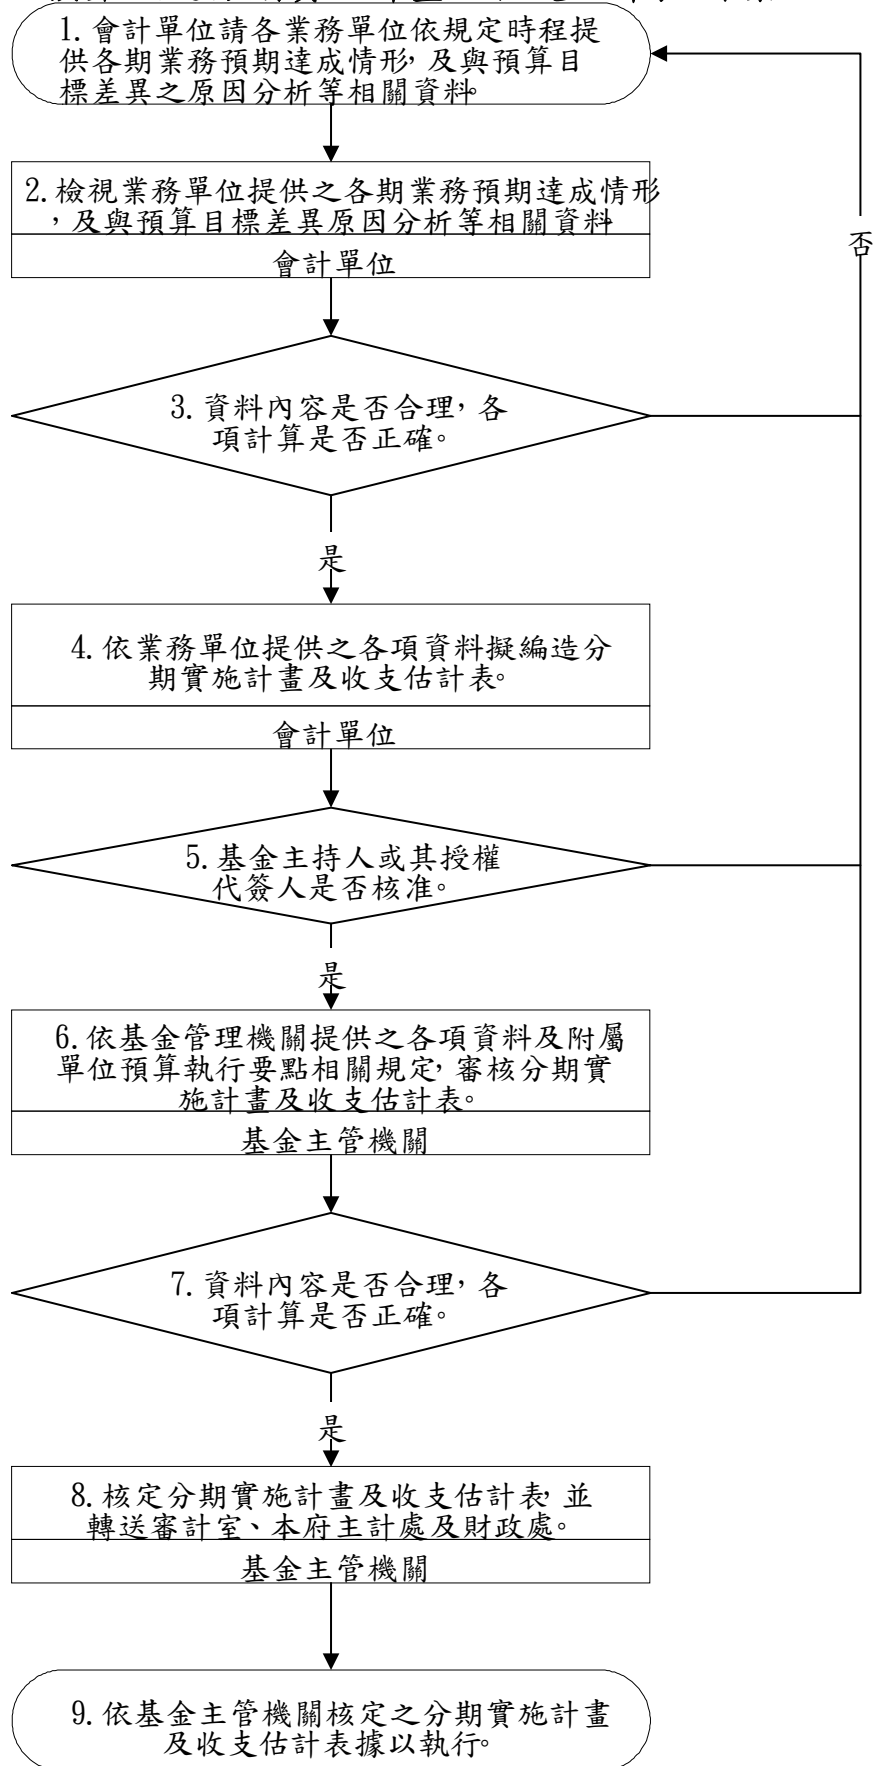 1. 會計單位請各業務單位依規定時程提
供各期業務預期達成情形,及與預算目
標差異之原因分析等相關資料。
2. 檢視業務單位提供之各期業務預期達成情形
,及與預算目標差異原因分析等相關資料
會計單位
否
3. 資料內容是否合理,各
項計算是否正確。
是
4. 依業務單位提供之各項資料擬編造分
期實施計畫及收支估計表。
會計單位
5. 基金主持人或其授權
代簽人是否核准。
是
6. 依基金管理機關提供之各項資料及附屬
單位預算執行要點相關規定,審核分期實
施計畫及收支估計表。
基金主管機關
7. 資料內容是否合理,各
項計算是否正確。
是
8. 核定分期實施計畫及收支估計表,並
轉送審計室、本府主計處及財政處。
基金主管機關
9. 依基金主管機關核定之分期實施計畫
及收支估計表據以執行。